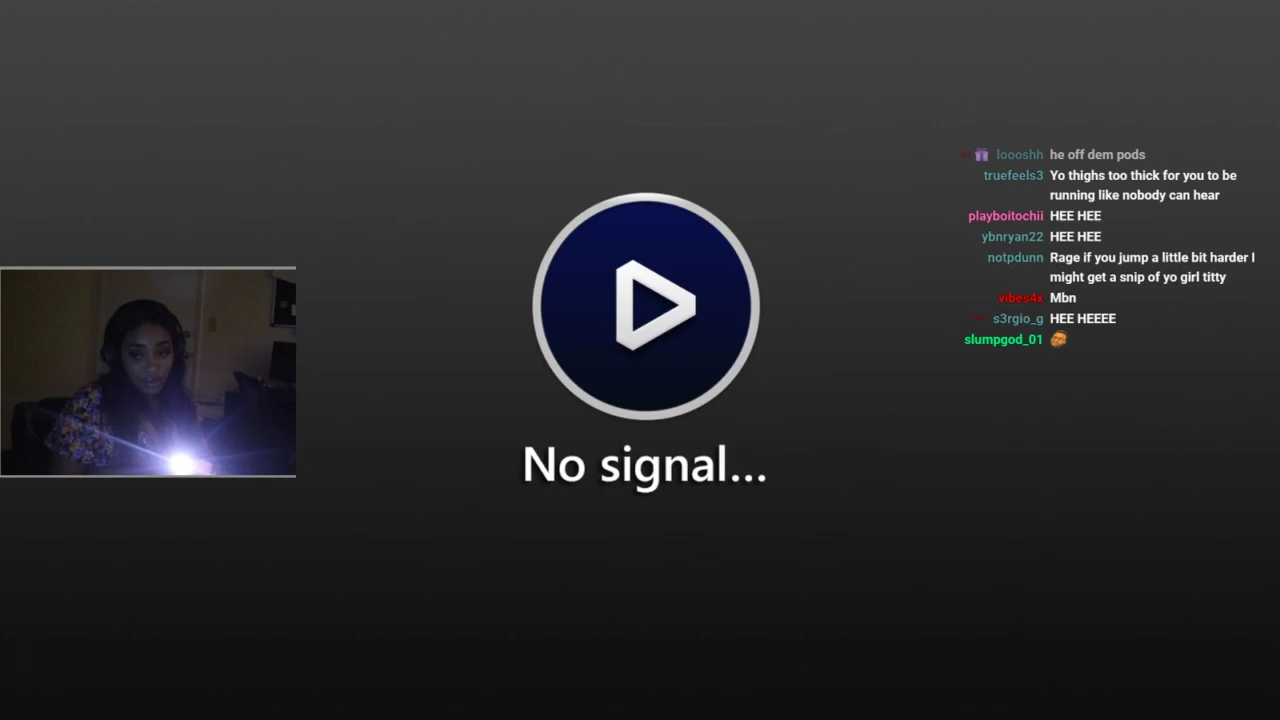 loooshh he off dem pods
truefeels3 Yo thighs too thick for you to be
running like nobody can hear
playboitochii HEE HEE
ybnryan22 HEE HEE
notpdunn Rage if you jump a little bit harder I
might get a snip of yo girl titty
vibes4x Mbn
s3rgio_g HEE HEEEE
slumpgod_01
No signal...